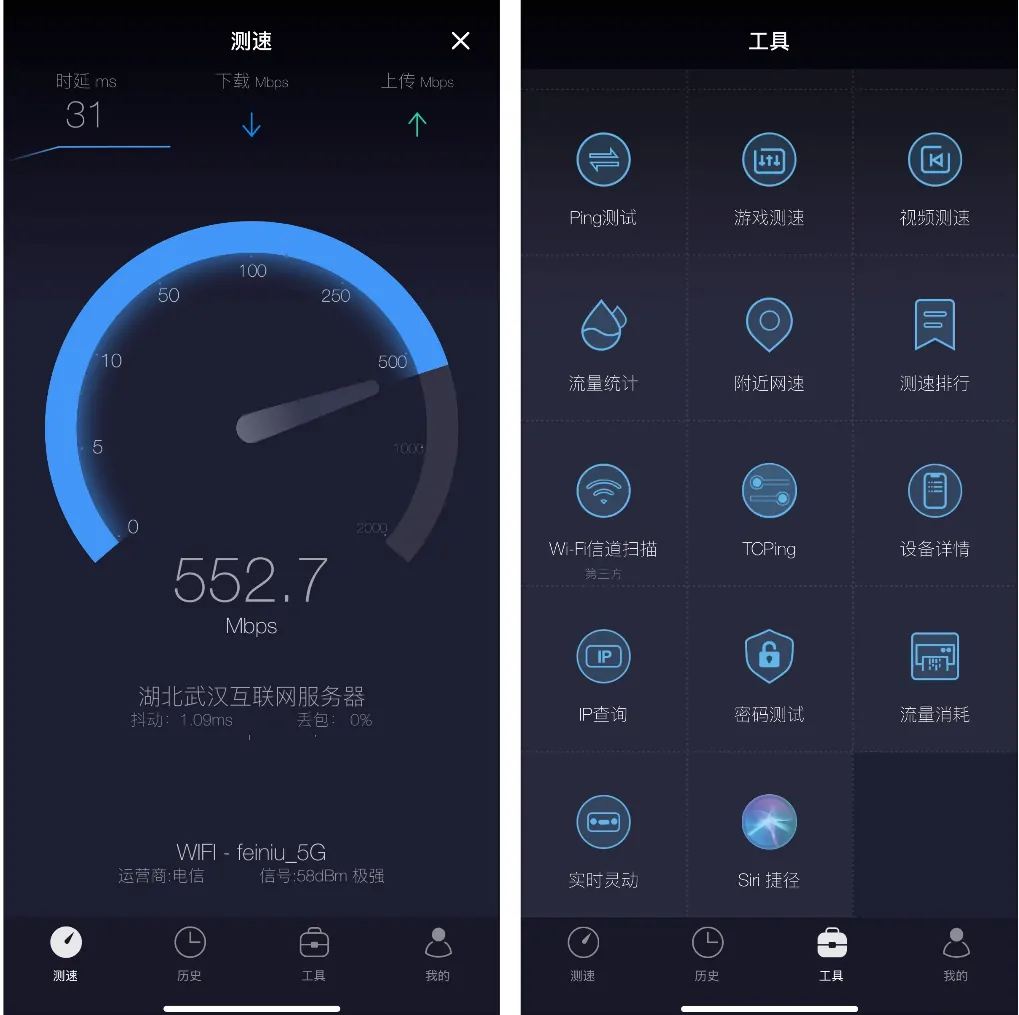 测速
时延 ms
下载 Mbps
上传 Mbps
31
100
50
250
10
500
5
1000
0
2000
552.7
Mbps
湖北武汉互联网服务器
抖动: 1.09ms 丢包: 0%
WIFI - feiniu_5G
运营商:电信 信号:58dBm 极强
测速 历史 工具 我的
工具
Ping测试 游戏测速 视频测速
流量统计 附近网速 测速排行
Wi-Fi信道扫描 TCPing 设备详情
第三方
IP
IP查询 密码测试 流量消耗
实时灵动 Siri 捷径
测速 历史 工具 我的